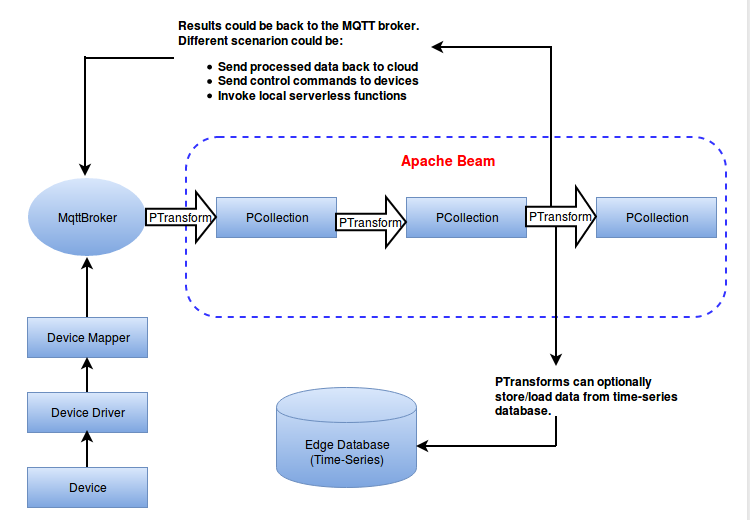 Results could be back to the MQTT broker.
Different scenarion could be:
• Send processed data back to cloud
• Send control commands to devices
• Invoke local serverless functions
Apache Beam
MqttBroker
PTransform
PCollection
PTransform
PCollection
PTransform
PCollection
Device Mapper
Device Driver
Device
PTransforms can optionally
store/load data from time-series
database.
Edge Database
(Time-Series)